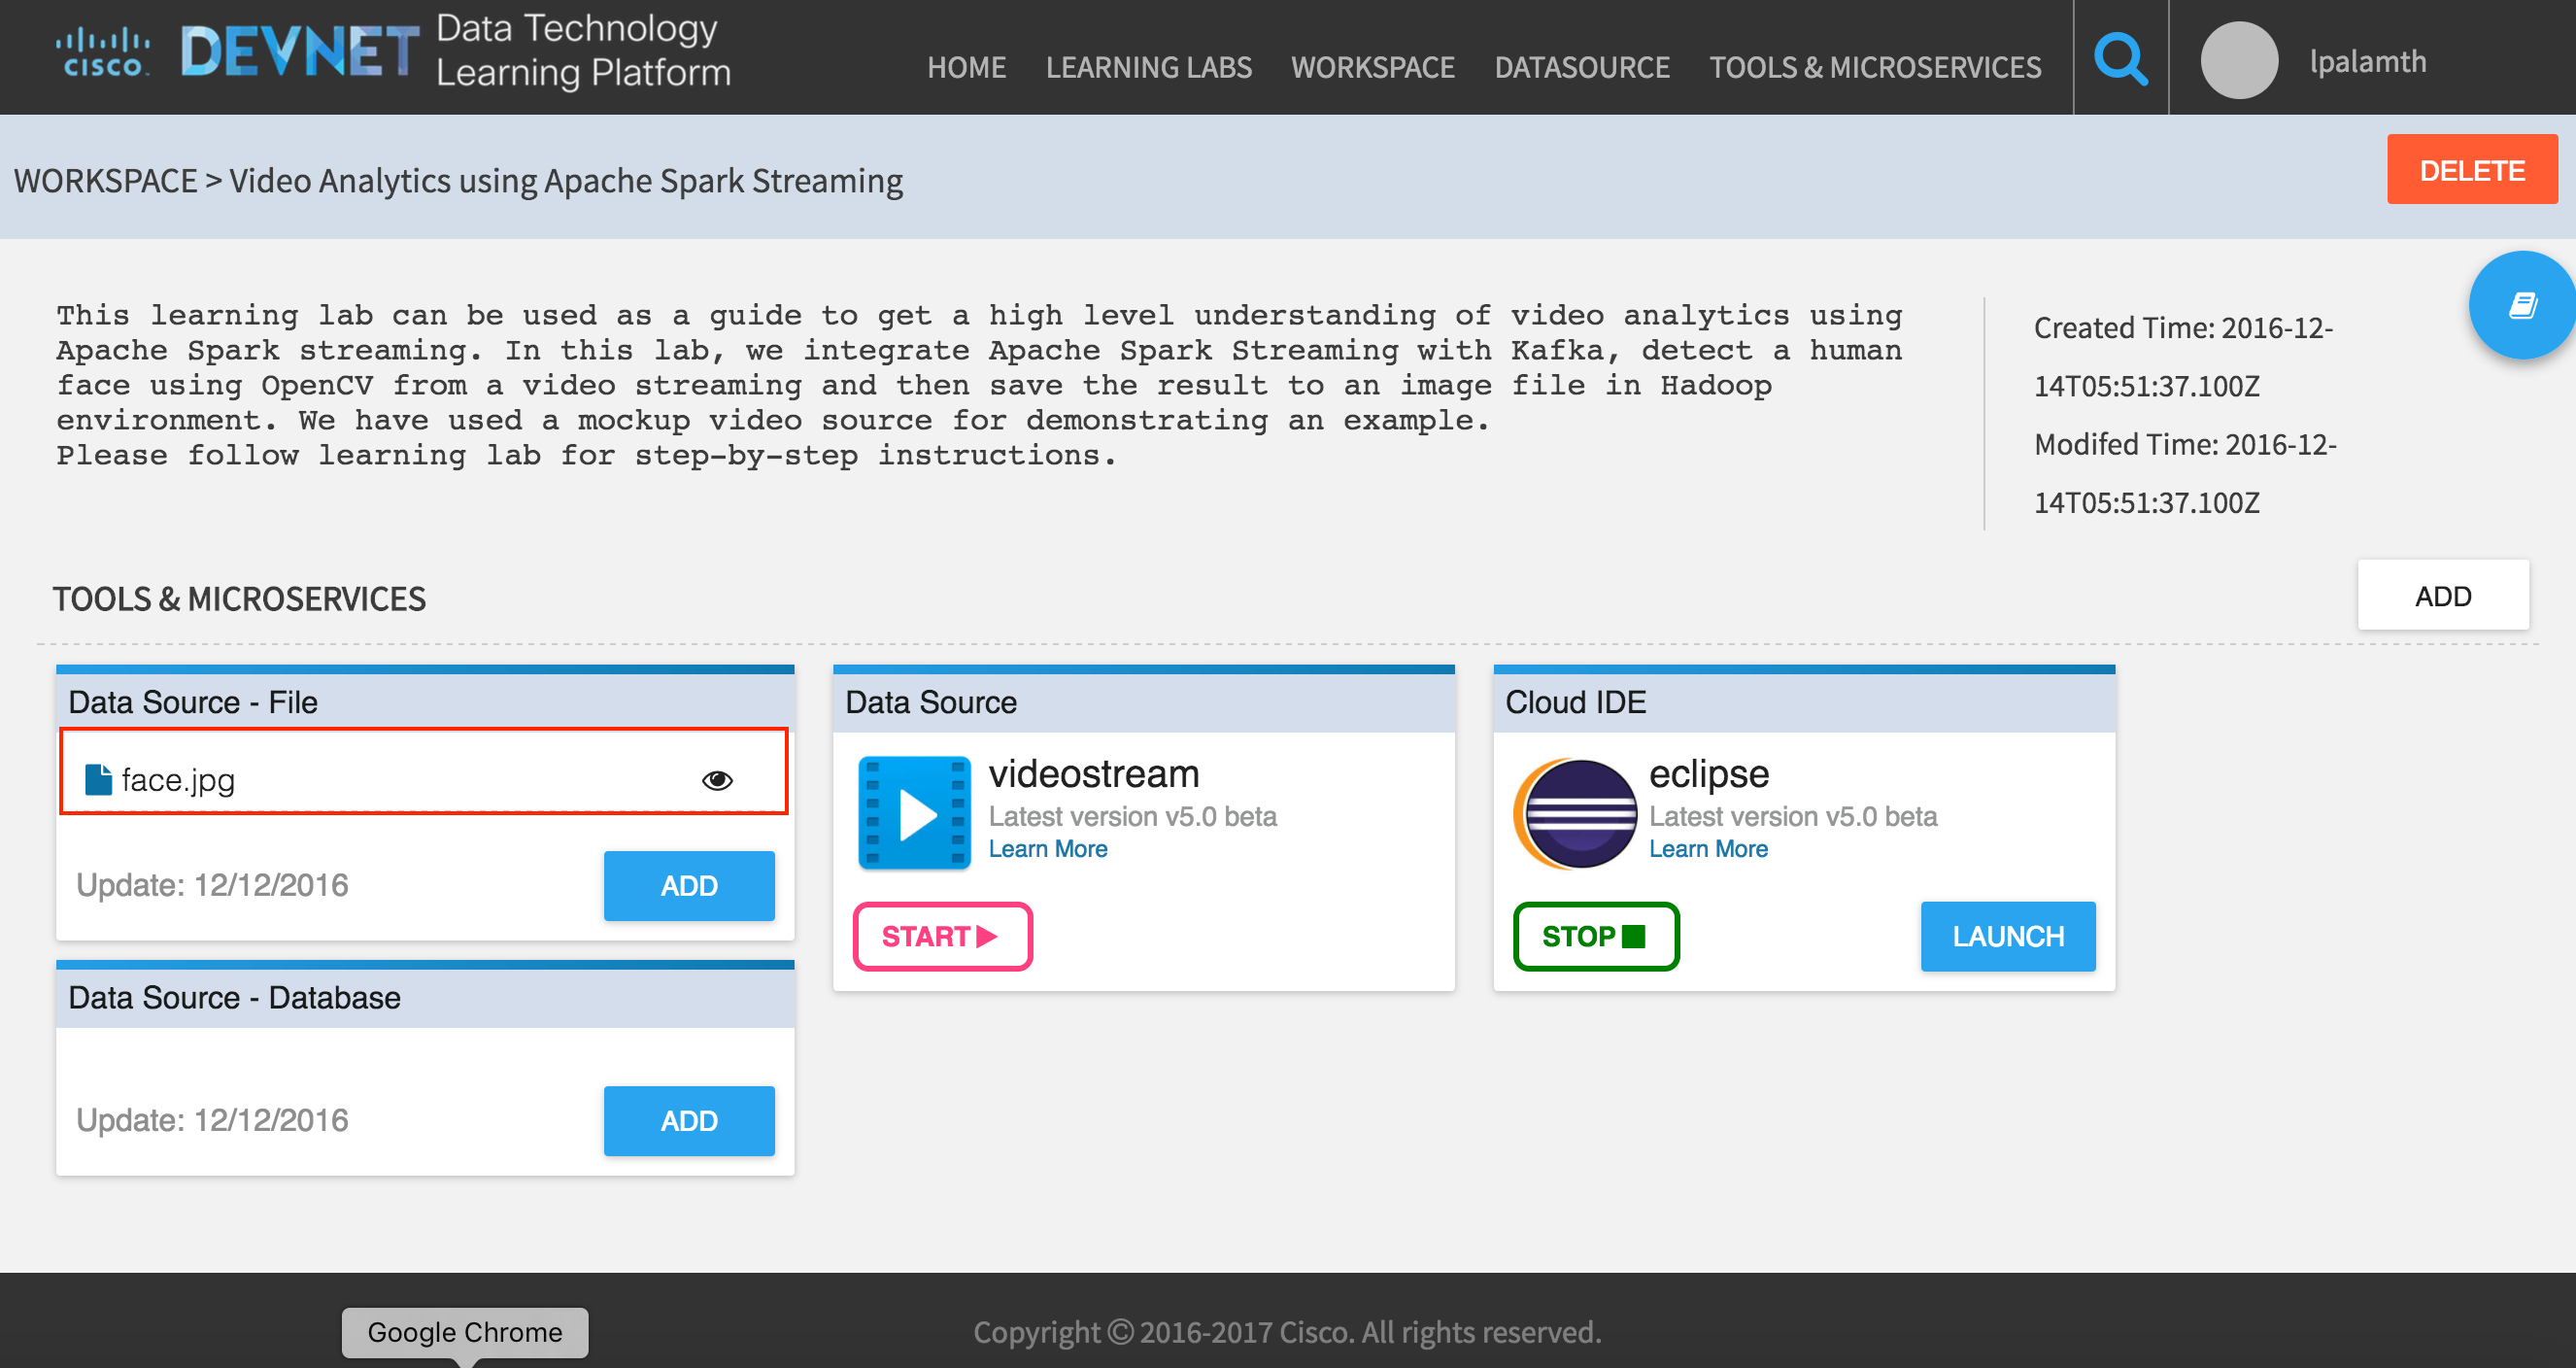 CISCO
DEVNET
Data Technology
Learning Platform
HOME
LEARNING LABS
WORKSPACE
DATASOURCE
TOOLS & MICROSERVICES
lpalamth
WORKSPACE > Video Analytics using Apache Spark Streaming
DELETE
This learning lab can be used as a guide to get a high level understanding of video analytics using
Apache Spark streaming. In this lab, we integrate Apache Spark Streaming with Kafka, detect a human
face using OpenCV from a video streaming and then save the result to an image file in Hadoop
environment. We have used a mockup video source for demonstrating an example.
Please follow learning lab for step-by-step instructions.
Created Time: 2016-12-
14T05:51:37.100Z
Modifed Time: 2016-12-
14T05:51:37.100Z
TOOLS & MICROSERVICES
ADD
Data Source - File
face.jpg
Update: 12/12/2016
ADD
Data Source - Database
Update: 12/12/2016
ADD
Data Source
videostream
Latest version v5.0 beta
Learn More
START
Cloud IDE
eclipse
Latest version v5.0 beta
Learn More
STOP
LAUNCH
Google Chrome
Copyright © 2016-2017 Cisco. All rights reserved.